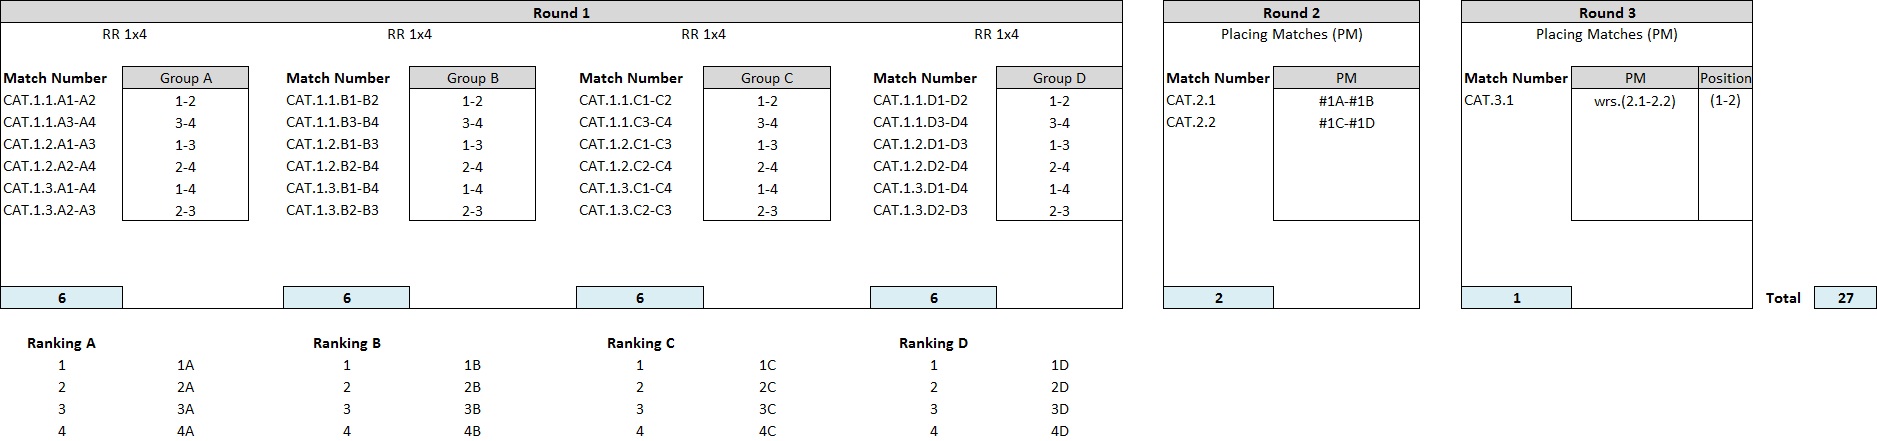 Round 1 Round 2 Round 3
RR 1x4 RR 1x4 RR 1x4 RR 1x4 Placing Matches (PM) Placing Matches (PM)
Match Number Group A Match Number Group B Match Number Group C Match Number Group D Match Number PM Match Number PM Position
CAT.1.1.A1-A2 1-2 CAT.1.1.B1-B2 1-2 CAT.1.1.C1-C2 1-2 CAT.1.1.D1-D2 1-2 CAT.2.1 #1A-#1B CAT.3.1 wrs.(2.1-2.2) (1-2)
CAT.1.1.A3-A4 3-4 CAT.1.1.B3-B4 3-4 CAT.1.1.C3-C4 3-4 CAT.1.1.D3-D4 3-4 CAT.2.2 #1C-#1D
CAT.1.2.A1-A3 1-3 CAT.1.2.B1-B3 1-3 CAT.1.2.C1-C3 1-3 CAT.1.2.D1-D3 1-3
CAT.1.2.A2-A4 2-4 CAT.1.2.B2-B4 2-4 CAT.1.2.C2-C4 2-4 CAT.1.2.D2-D4 2-4
CAT.1.3.A1-A4 1-4 CAT.1.3.B1-B4 1-4 CAT.1.3.C1-C4 1-4 CAT.1.3.D1-D4 1-4
CAT.1.3.A2-A3 2-3 CAT.1.3.B2-B3 2-3 CAT.1.3.C2-C3 2-3 CAT.1.3.D2-D3 2-3
6 6 6 6 2 1 Total 27
Ranking A Ranking B Ranking C Ranking D
1 1A 1 1B 1 1C 1 1D
2 2A 2 2B 2 2C 2 2D
3 3A 3 3B 3 3C 3 3D
4 4A 4 4B 4 4C 4 4D